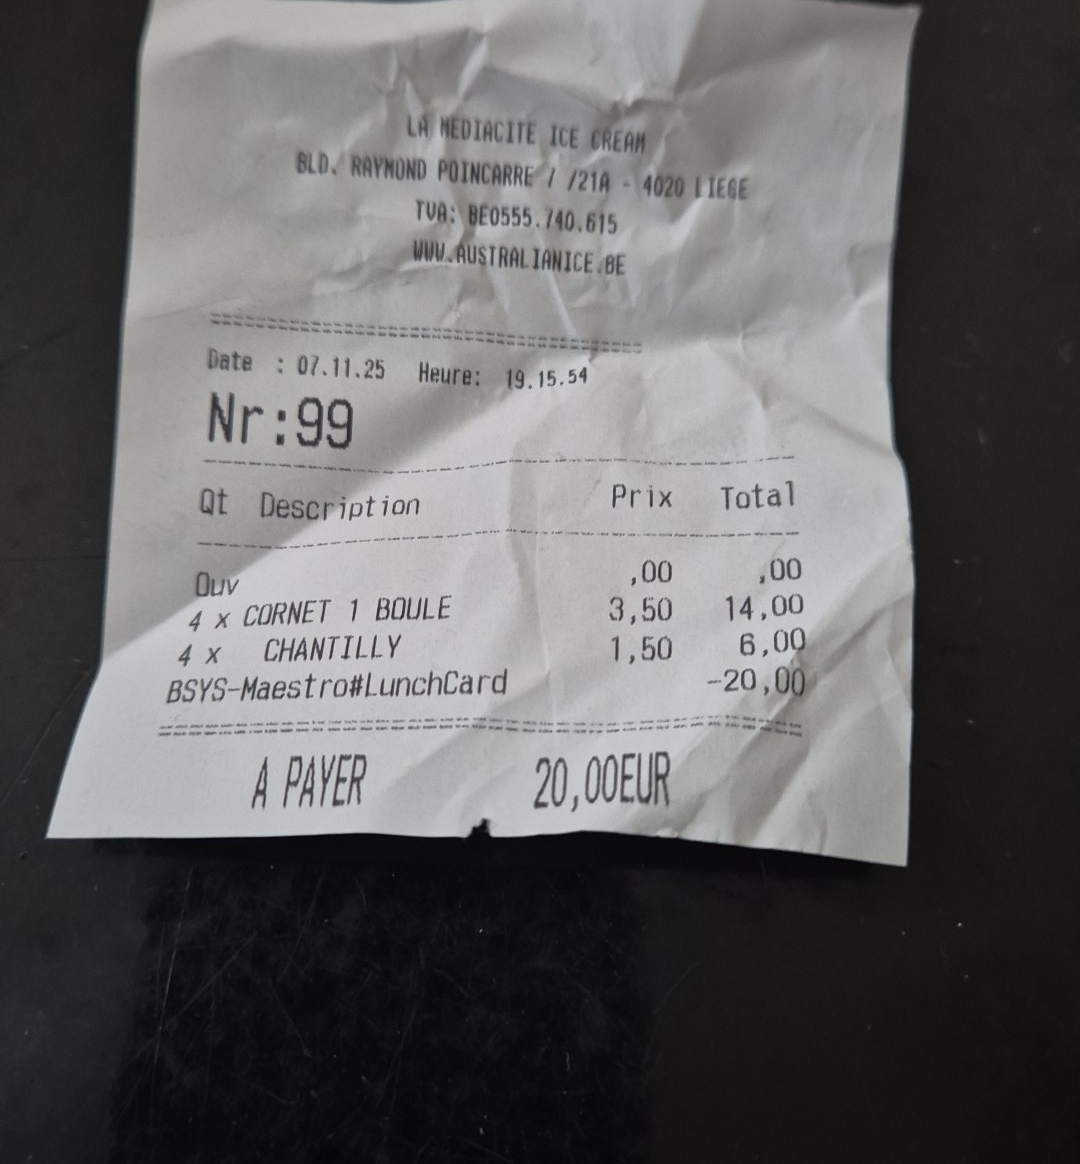 LA MEDIACITE ICE CREAM
BLD. RAYMOND POINCARRE 7 /21A - 4020 LIEGE
TVA: BE0555.740.615
WWW.AUSTRALIANICE.BE
Date : 07.11.25 Heure: 19.15.54
Nr:99
Qt Description Prix Total
Ouv ,00 ,00
4 x CORNET 1 BOULE 3,50 14,00
4 x CHANTILLY 1,50 6,00
BSYS-Maestro#LunchCard -20,00
A PAYER 20,00EUR